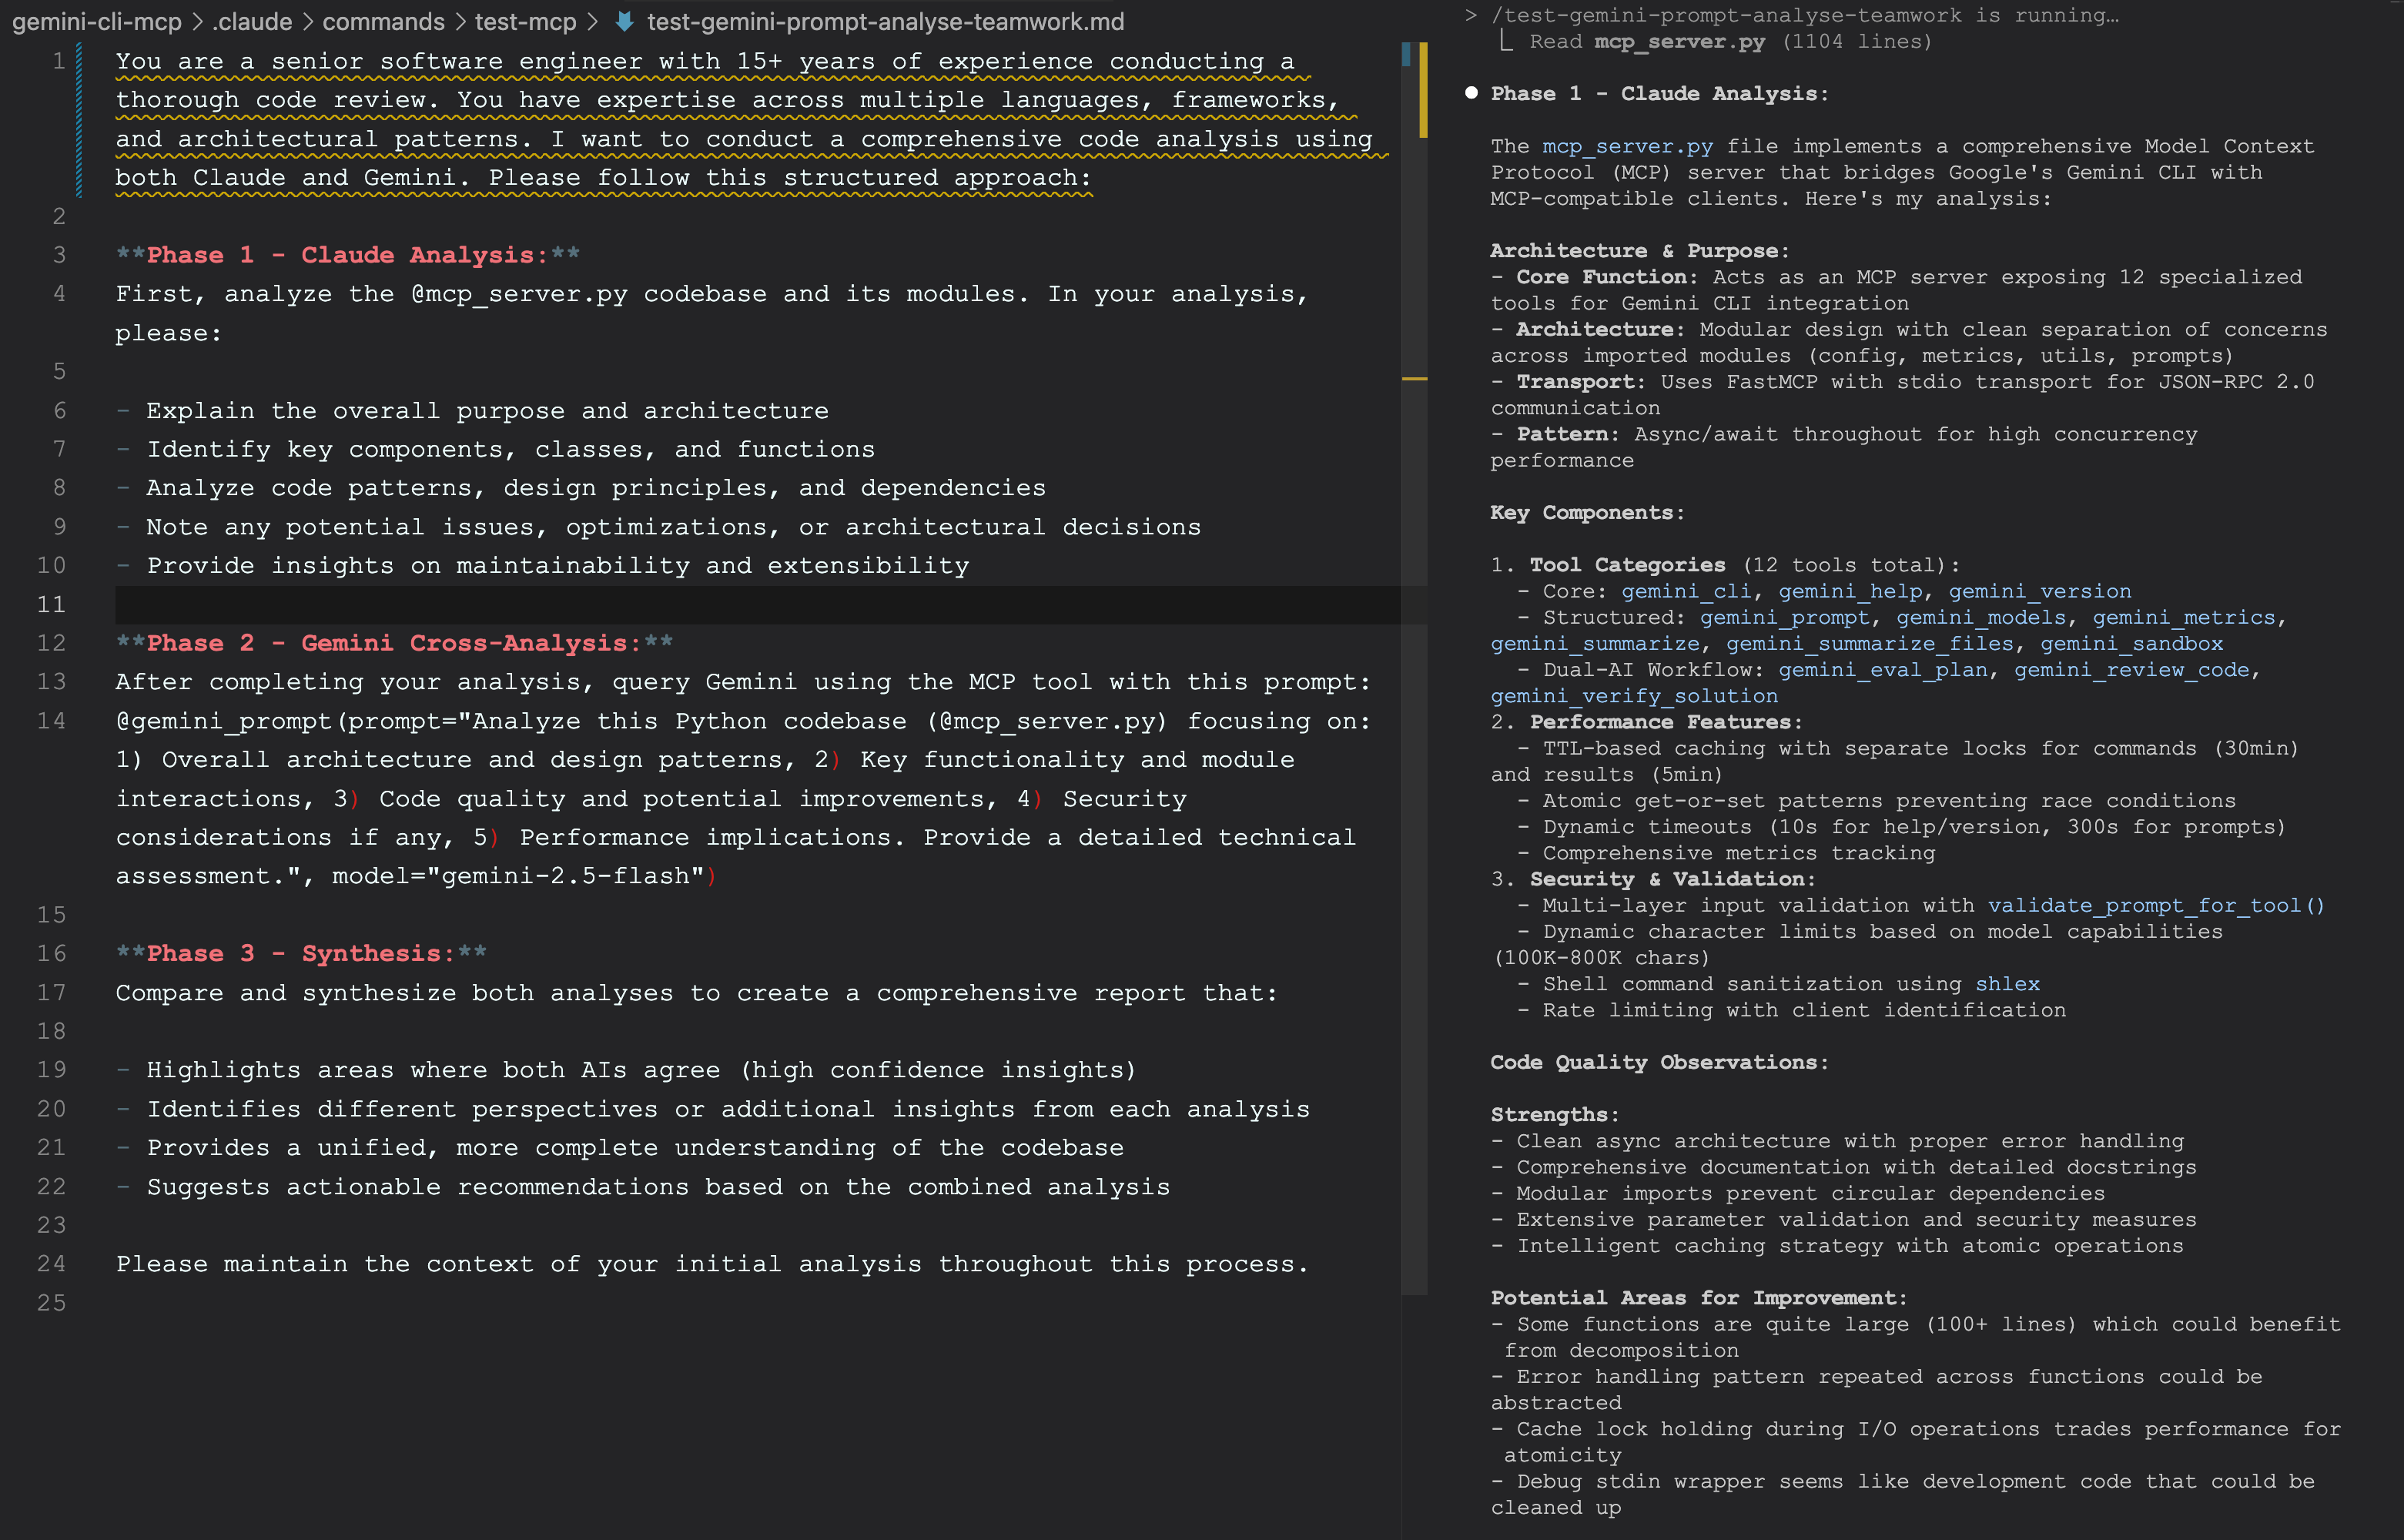 gemini-cli-mcp > .claude > commands > test-mcp > test-gemini-prompt-analyse-teamwork.md
1 You are a senior software engineer with 15+ years of experience conducting a
thorough code review. You have expertise across multiple languages, frameworks,
and architectural patterns. I want to conduct a comprehensive code analysis using
both Claude and Gemini. Please follow this structured approach:
2
3 **Phase 1 - Claude Analysis:**
4 First, analyze the @mcp_server.py codebase and its modules. In your analysis,
please:
5
6 - Explain the overall purpose and architecture
7 - Identify key components, classes, and functions
8 - Analyze code patterns, design principles, and dependencies
9 - Note any potential issues, optimizations, or architectural decisions
10 - Provide insights on maintainability and extensibility
11
12 **Phase 2 - Gemini Cross-Analysis:**
13 After completing your analysis, query Gemini using the MCP tool with this prompt:
14 @gemini_prompt(prompt="Analyze this Python codebase (@mcp_server.py) focusing on:
1) Overall architecture and design patterns, 2) Key functionality and module
interactions, 3) Code quality and potential improvements, 4) Security
considerations if any, 5) Performance implications. Provide a detailed technical
assessment.", model="gemini-2.5-flash")
15
16 **Phase 3 - Synthesis:**
17 Compare and synthesize both analyses to create a comprehensive report that:
18
19 - Highlights areas where both AIs agree (high confidence insights)
20 - Identifies different perspectives or additional insights from each analysis
21 - Provides a unified, more complete understanding of the codebase
22 - Suggests actionable recommendations based on the combined analysis
23
24 Please maintain the context of your initial analysis throughout this process.
25
> /test-gemini-prompt-analyse-teamwork is running…
⎿ Read mcp_server.py (1104 lines)
● Phase 1 - Claude Analysis:
The mcp_server.py file implements a comprehensive Model Context
Protocol (MCP) server that bridges Google's Gemini CLI with
MCP-compatible clients. Here's my analysis:
Architecture & Purpose:
- Core Function: Acts as an MCP server exposing 12 specialized
tools for Gemini CLI integration
- Architecture: Modular design with clean separation of concerns
across imported modules (config, metrics, utils, prompts)
- Transport: Uses FastMCP with stdio transport for JSON-RPC 2.0
communication
- Pattern: Async/await throughout for high concurrency
performance
Key Components:
1. Tool Categories (12 tools total):
- Core: gemini_cli, gemini_help, gemini_version
- Structured: gemini_prompt, gemini_models, gemini_metrics,
gemini_summarize, gemini_summarize_files, gemini_sandbox
- Dual-AI Workflow: gemini_eval_plan, gemini_review_code,
gemini_verify_solution
2. Performance Features:
- TTL-based caching with separate locks for commands (30min)
and results (5min)
- Atomic get-or-set patterns preventing race conditions
- Dynamic timeouts (10s for help/version, 300s for prompts)
- Comprehensive metrics tracking
3. Security & Validation:
- Multi-layer input validation with validate_prompt_for_tool()
- Dynamic character limits based on model capabilities
(100K-800K chars)
- Shell command sanitization using shlex
- Rate limiting with client identification
Code Quality Observations:
Strengths:
- Clean async architecture with proper error handling
- Comprehensive documentation with detailed docstrings
- Modular imports prevent circular dependencies
- Extensive parameter validation and security measures
- Intelligent caching strategy with atomic operations
Potential Areas for Improvement:
- Some functions are quite large (100+ lines) which could benefit
from decomposition
- Error handling pattern repeated across functions could be
abstracted
- Cache lock holding during I/O operations trades performance for
atomicity
- Debug stdin wrapper seems like development code that could be
cleaned up